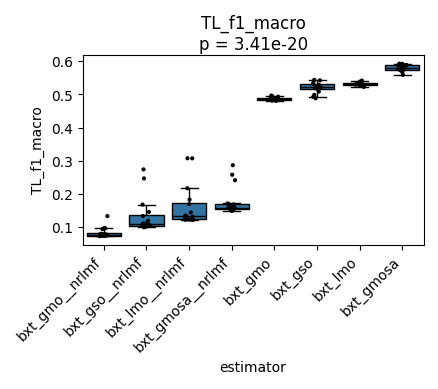 TL_f1_macro
p = 3.41e-20
TL_f1_macro
0.6
0.5
0.4
0.3
0.2
0.1
bxt_gmo__nrlmf
bxt_gso__nrlmf
bxt_lmo__nrlmf
bxt_gmosa__nrlmf
bxt_gmo
bxt_gso
bxt_lmo
bxt_gmosa
estimator